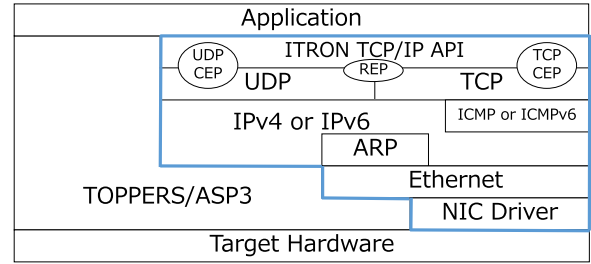 Application
UDP
CEP
ITRON TCP/IP API
TCP
CEP
REP
UDP
TCP
IPv4 or IPv6
ICMP or ICMPv6
ARP
Ethernet
TOPPERS/ASP3
NIC Driver
Target Hardware